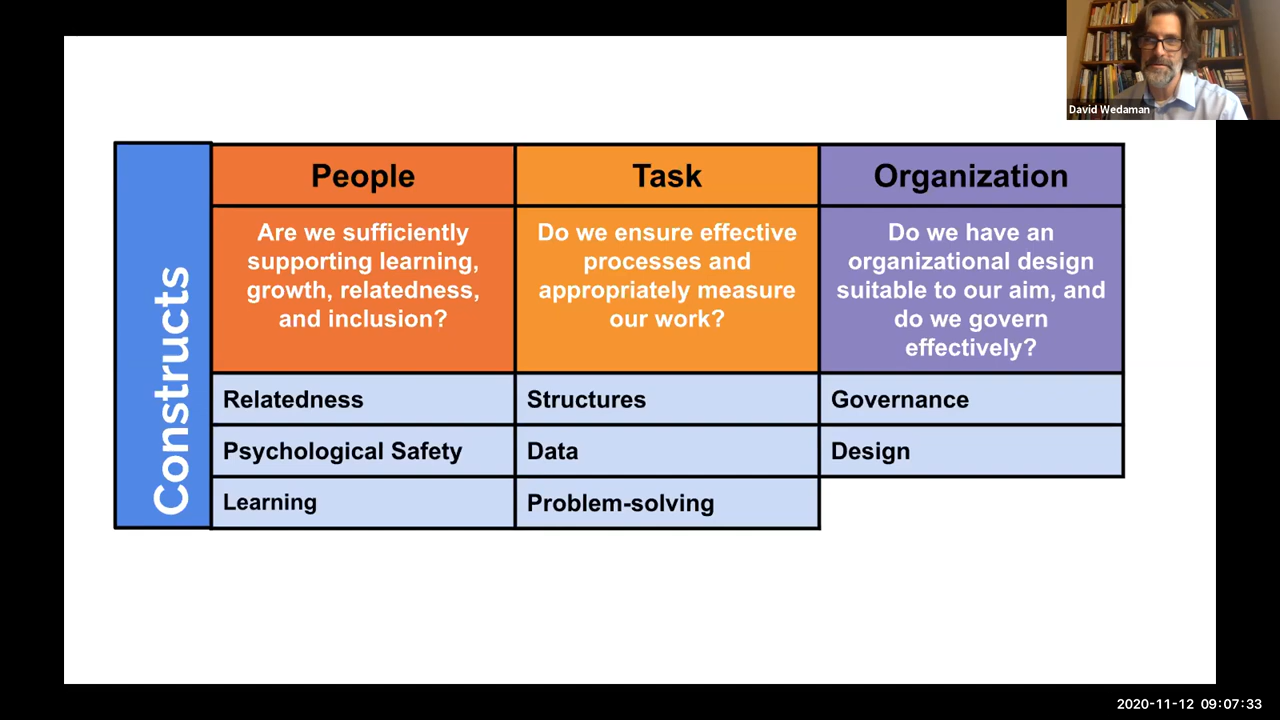 David Wedaman
Constructs
People
Task
Organization
Are we sufficiently
supporting learning,
growth, relatedness,
and inclusion?
Do we ensure effective
processes and
appropriately measure
our work?
Do we have an
organizational design
suitable to our aim, and
do we govern
effectively?
Relatedness
Structures
Governance
Psychological Safety
Data
Design
Learning
Problem-solving
2020-11-12 09:07:33